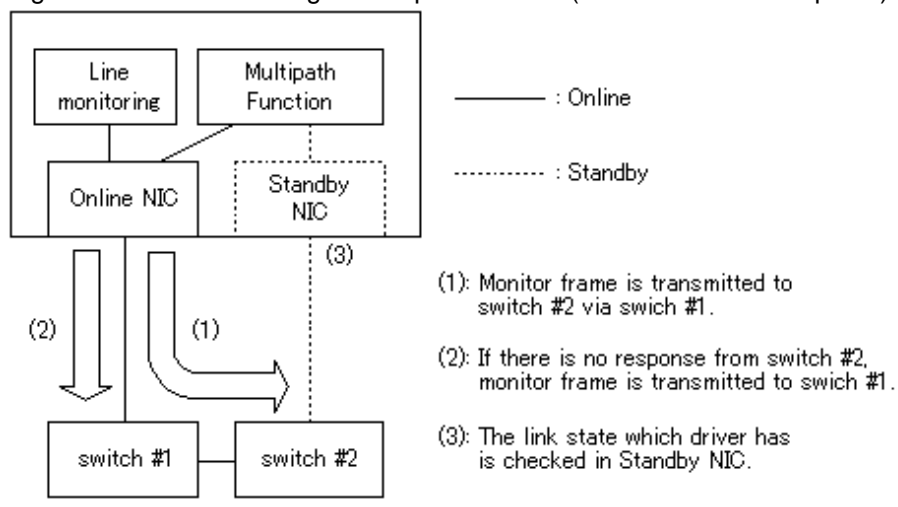 Line
monitoring
Multipath
Function
Online NIC
Standby
NIC
: Online
: Standby
(3)
(2)
(1)
(1): Monitor frame is transmitted to
switch #2 via swich #1.
(2): If there is no response from switch #2,
monitor frame is transmitted to swich #1.
(3): The link state which driver has
is checked in Standby NIC.
switch #1
switch #2